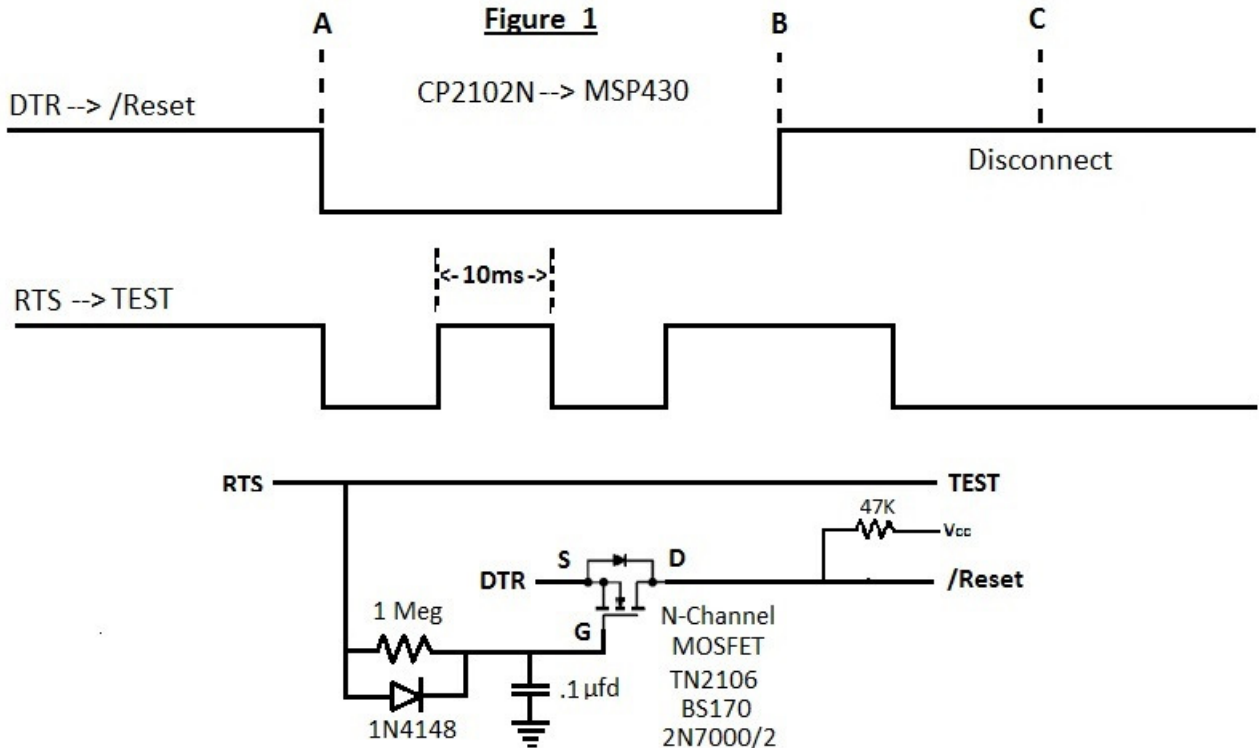 Figure 1
A
B
C
CP2102N --> MSP430
DTR --> /Reset
Disconnect
<- 10ms ->
RTS --> TEST
RTS
TEST
47K
Vcc
S
D
DTR
/Reset
1 Meg
G
N-Channel
MOSFET
TN2106
BS170
2N7000/2
.1 µfd
1N4148